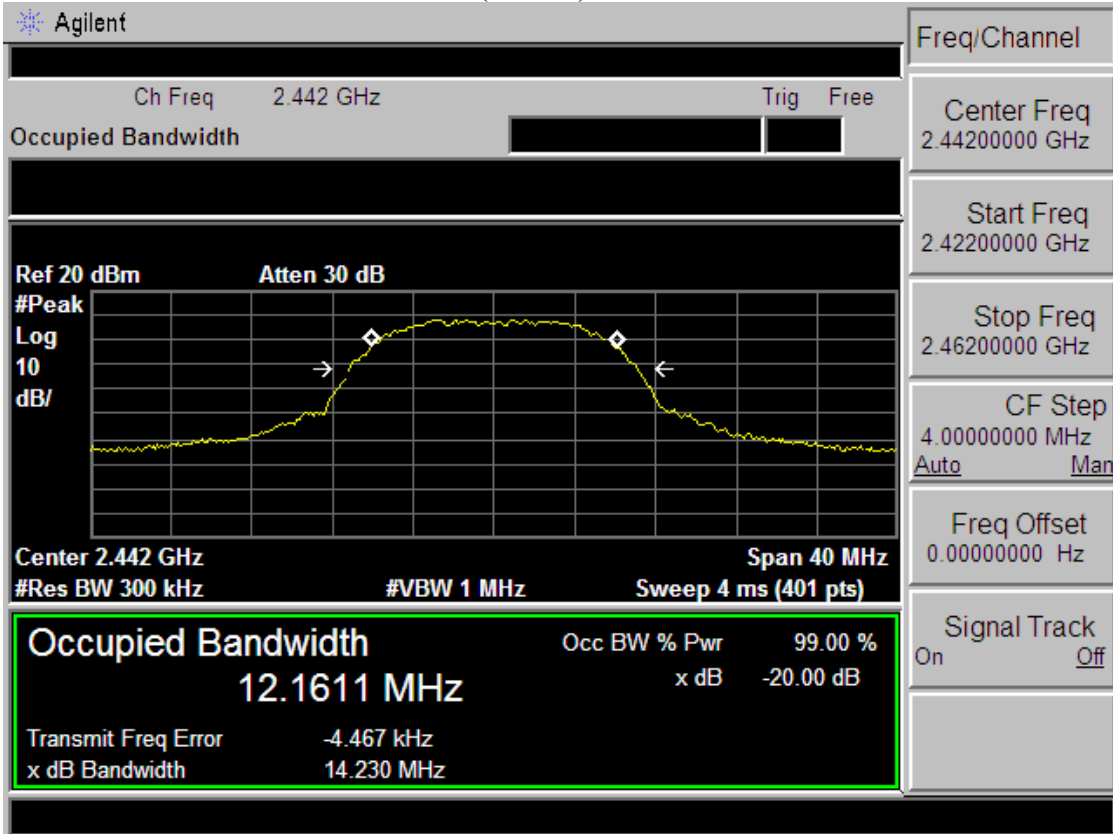 Agilent
Freq/Channel
Ch Freq 2.442 GHz Trig Free
Occupied Bandwidth
Center Freq
2.44200000 GHz
Start Freq
2.42200000 GHz
Stop Freq
2.46200000 GHz
CF Step
4.00000000 MHz
Auto Man
Freq Offset
0.00000000 Hz
Signal Track
On Off
Ref 20 dBm Atten 30 dB
#Peak
Log
10
dB/
Center 2.442 GHz Span 40 MHz
#Res BW 300 kHz #VBW 1 MHz Sweep 4 ms (401 pts)
Occupied Bandwidth Occ BW % Pwr 99.00 %
12.1611 MHz x dB -20.00 dB
Transmit Freq Error -4.467 kHz
x dB Bandwidth 14.230 MHz